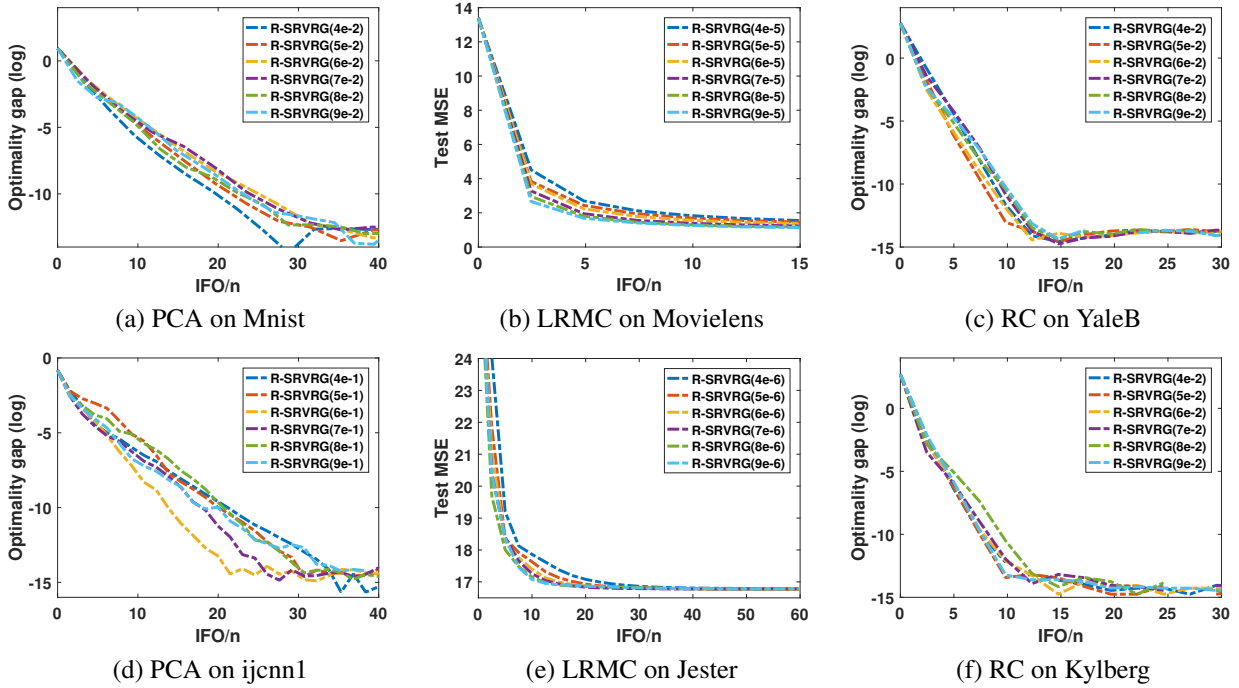 Optimality gap (log)
0
-5
-10
R-SRVRG(4e-2)
R-SRVRG(5e-2)
R-SRVRG(6e-2)
R-SRVRG(7e-2)
R-SRVRG(8e-2)
R-SRVRG(9e-2)
0 10 20 30 40
IFO/n
(a) PCA on Mnist
Test MSE
14
12
10
8
6
4
2
0
R-SRVRG(4e-5)
R-SRVRG(5e-5)
R-SRVRG(6e-5)
R-SRVRG(7e-5)
R-SRVRG(8e-5)
R-SRVRG(9e-5)
0 5 10 15
IFO/n
(b) LRMC on Movielens
Optimality gap (log)
0
-5
-10
-15
R-SRVRG(4e-2)
R-SRVRG(5e-2)
R-SRVRG(6e-2)
R-SRVRG(7e-2)
R-SRVRG(8e-2)
R-SRVRG(9e-2)
0 5 10 15 20 25 30
IFO/n
(c) RC on YaleB
Optimality gap (log)
0
-5
-10
-15
R-SRVRG(4e-1)
R-SRVRG(5e-1)
R-SRVRG(6e-1)
R-SRVRG(7e-1)
R-SRVRG(8e-1)
R-SRVRG(9e-1)
0 10 20 30 40
IFO/n
(d) PCA on ijcnn1
Test MSE
24
23
22
21
20
19
18
17
R-SRVRG(4e-6)
R-SRVRG(5e-6)
R-SRVRG(6e-6)
R-SRVRG(7e-6)
R-SRVRG(8e-6)
R-SRVRG(9e-6)
0 10 20 30 40 50 60
IFO/n
(e) LRMC on Jester
Optimality gap (log)
0
-5
-10
-15
R-SRVRG(4e-2)
R-SRVRG(5e-2)
R-SRVRG(6e-2)
R-SRVRG(7e-2)
R-SRVRG(8e-2)
R-SRVRG(9e-2)
0 5 10 15 20 25 30
IFO/n
(f) RC on Kylberg